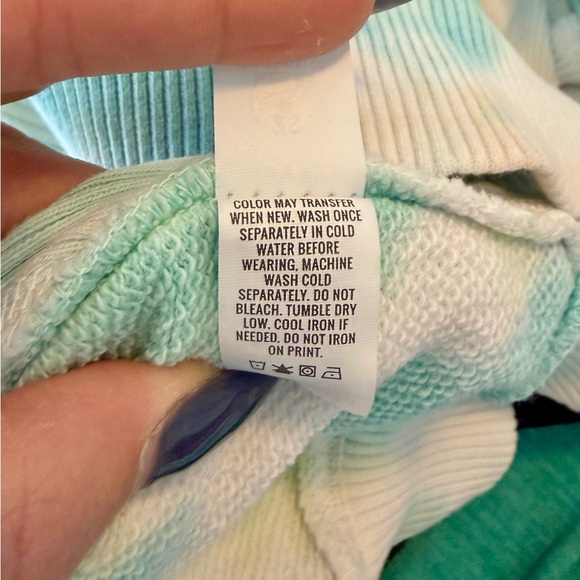 COLOR MAY TRANSFER
WHEN NEW. WASH ONCE
SEPARATELY IN COLD
WATER BEFORE
WEARING, MACHINE
WASH COLD
SEPARATELY. DO NOT
BLEACH. TUMBLE DRY
LOW. COOL IRON IF
NEEDED. DO NOT IRON
ON PRINT.